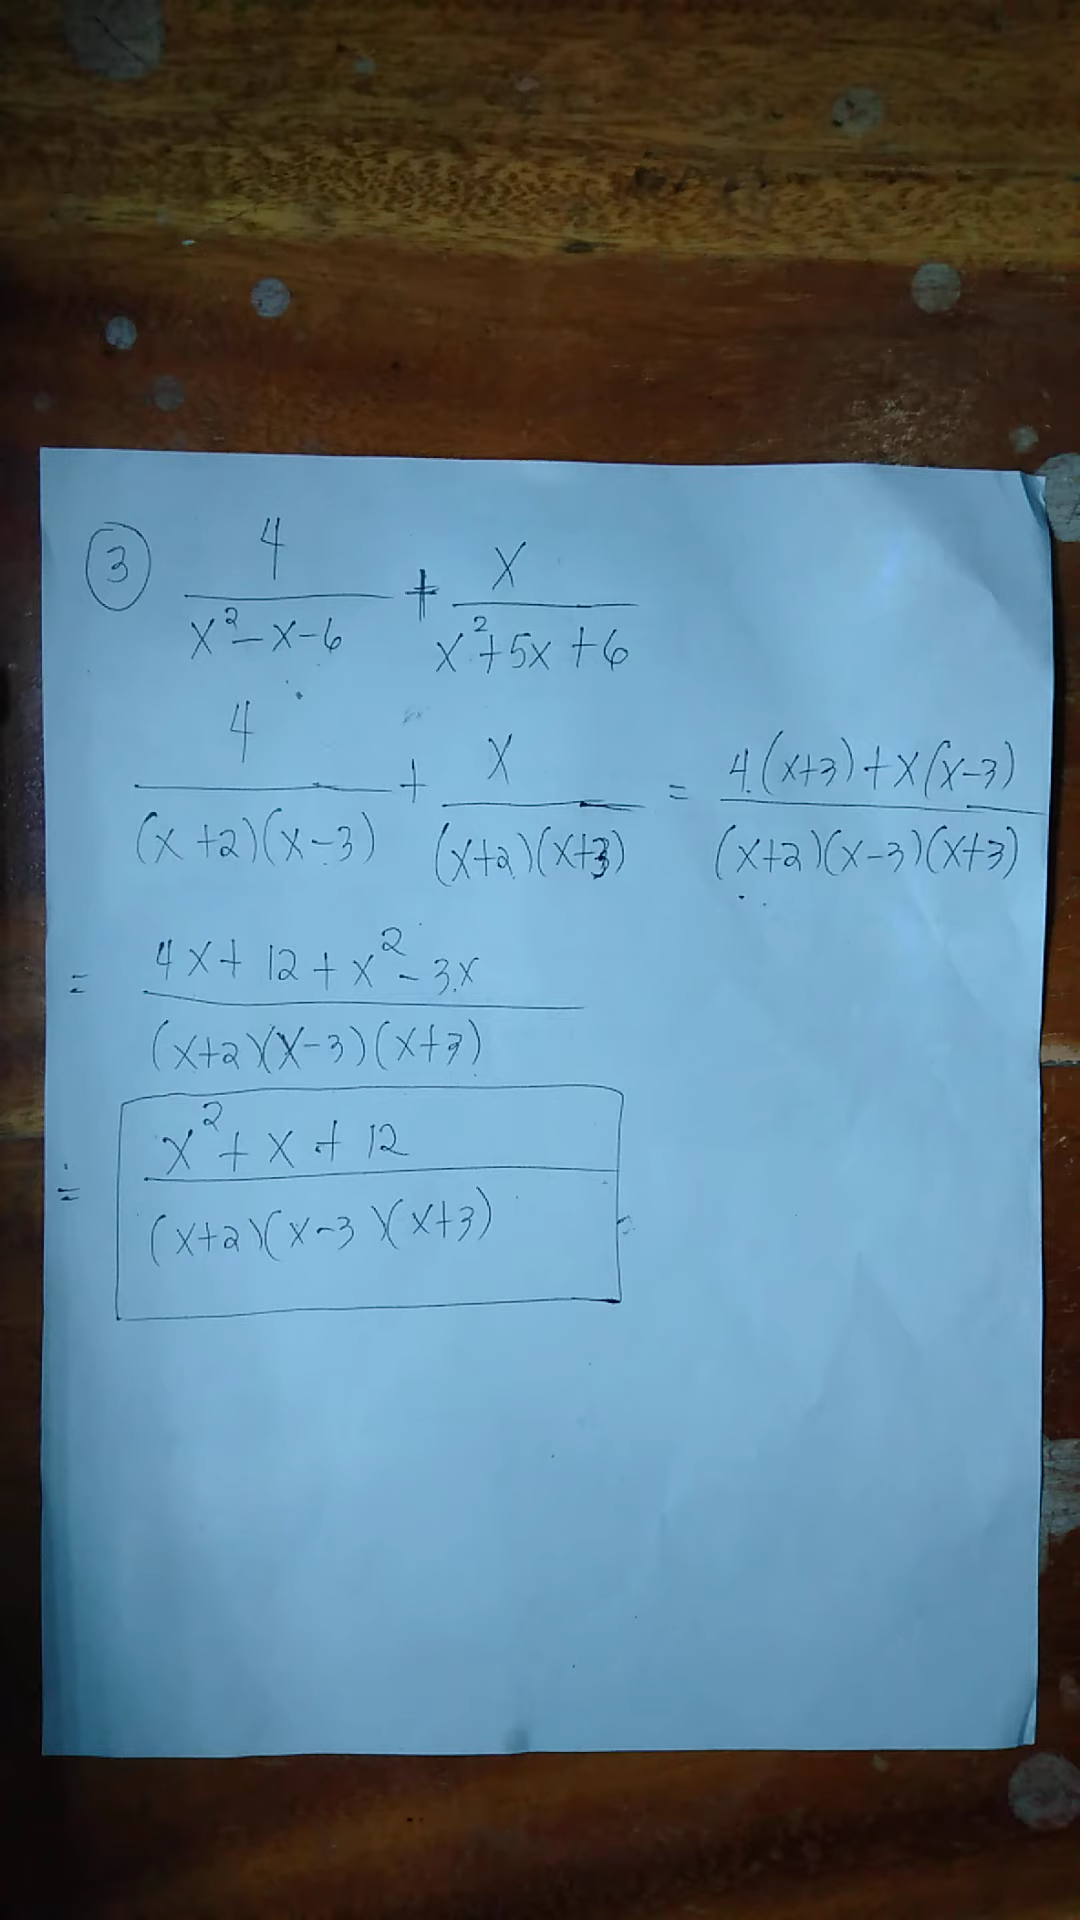 ③ 4/(x²-x-6) + x/(x²+5x+6)
4/((x+2)(x-3)) + x/((x+2)(x+3)) = (4(x+3)+x(x-3))/((x+2)(x-3)(x+3))
= (4x+12+x²-3x)/((x+2)(x-3)(x+3))
= (x²+x+12)/((x+2)(x-3)(x+3))